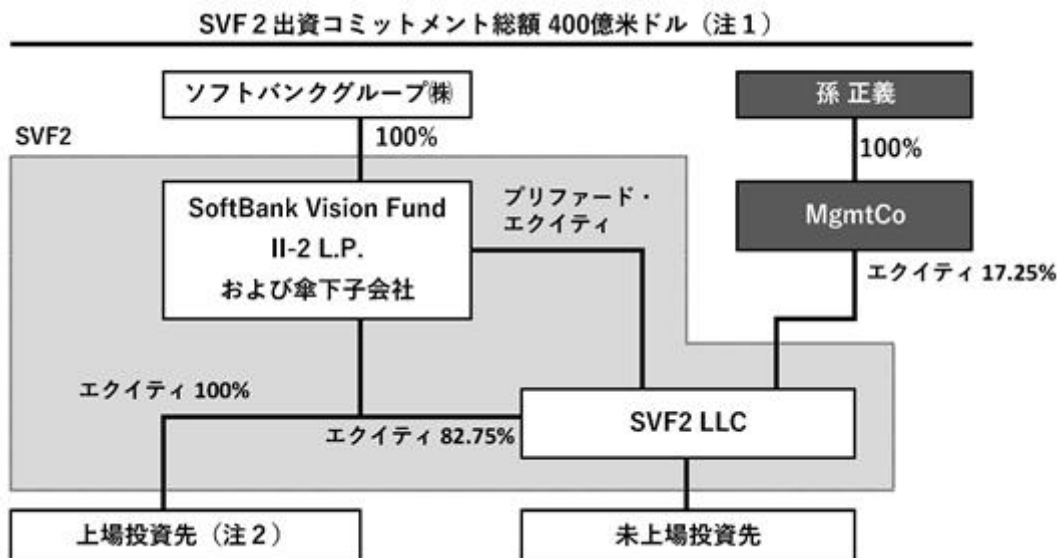 SVF２出資コミットメント総額 400億米ドル（注１）
ソフトバンクグループ㈱
孫 正義
SVF2
100%
100%
SoftBank Vision Fund
II-2 L.P.
および傘下子会社
プリファード・
エクイティ
MgmtCo
エクイティ 17.25%
エクイティ 100%
エクイティ 82.75%
SVF2 LLC
上場投資先（注２）
未上場投資先